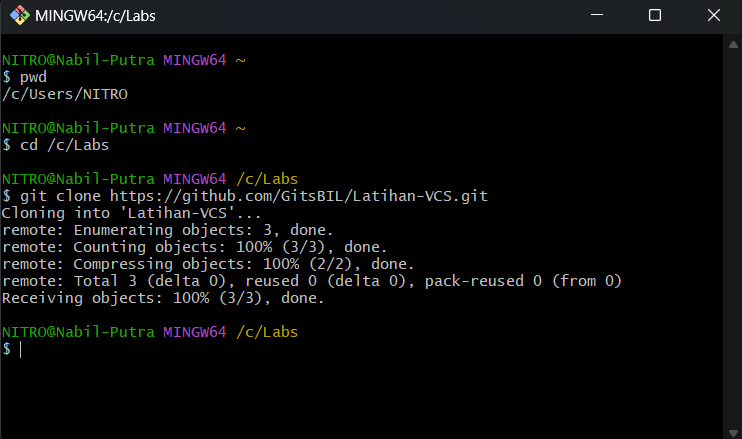 MINGW64:/c/Labs
NITRO@Nabil-Putra MINGW64 ~
$ pwd
/c/Users/NITRO
NITRO@Nabil-Putra MINGW64 ~
$ cd /c/Labs
NITRO@Nabil-Putra MINGW64 /c/Labs
$ git clone https://github.com/GitsBIL/Latihan-VCS.git
Cloning into 'Latihan-VCS'...
remote: Enumerating objects: 3, done.
remote: Counting objects: 100% (3/3), done.
remote: Compressing objects: 100% (2/2), done.
remote: Total 3 (delta 0), reused 0 (delta 0), pack-reused 0 (from 0)
Receiving objects: 100% (3/3), done.
NITRO@Nabil-Putra MINGW64 /c/Labs
$